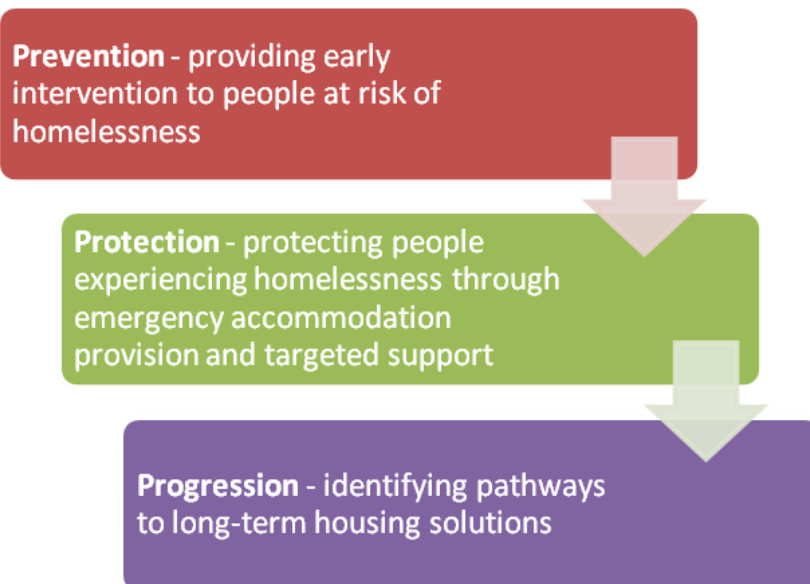 Prevention - providing early
intervention to people at risk of
homelessness
Protection - protecting people
experiencing homelessness through
emergency accommodation
provision and targeted support
Progression - identifying pathways
to long-term housing solutions